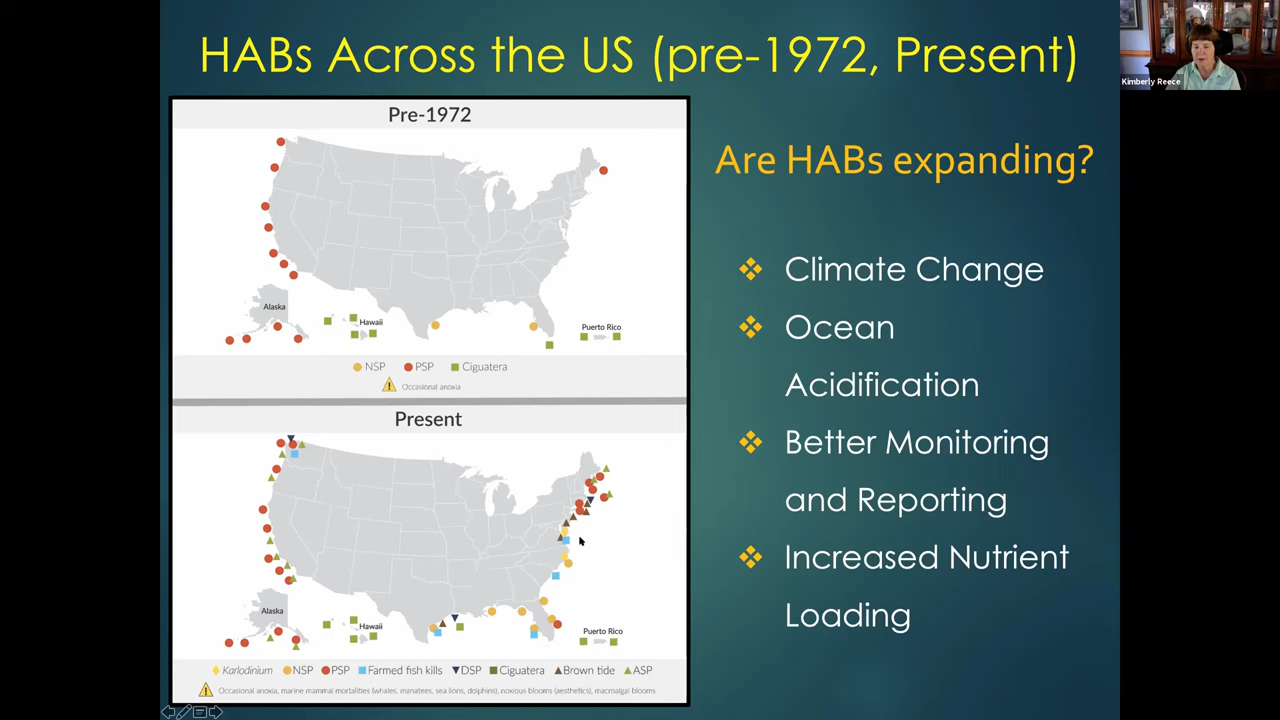 HABs Across the US (pre-1972, Present)
Kimberly Reece
Pre-1972
Alaska
Hawaii
Puerto Rico
NSP PSP Ciguatera
Occasional anoxia
Present
Alaska
Hawaii
Puerto Rico
Karlodinium NSP PSP Farmed fish kills DSP Ciguatera Brown tide ASP
Occasional anoxia, marine mammal mortalities (whales, manatees, sea lions, dolphins), noxious blooms (aesthetics), macroalgal blooms
Are HABs expanding?
Climate Change
Ocean
Acidification
Better Monitoring
and Reporting
Increased Nutrient
Loading